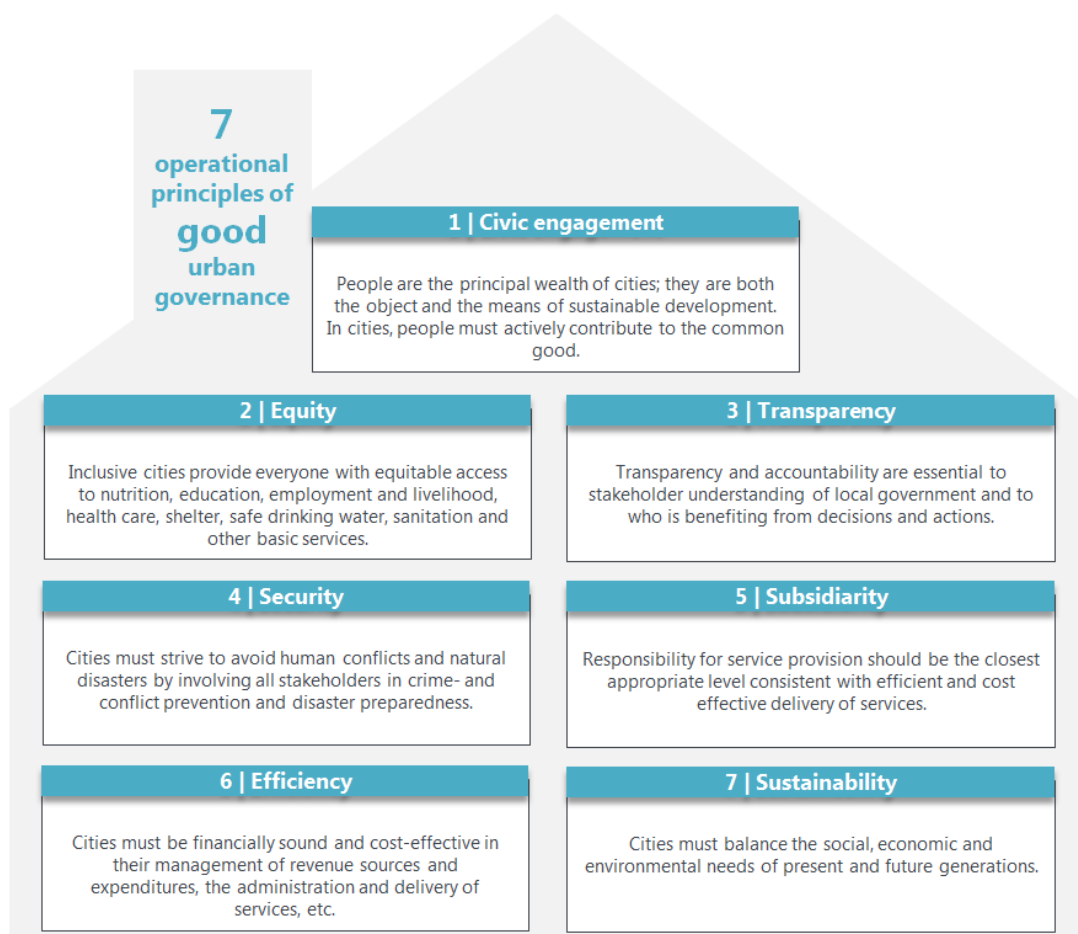 7
operational
principles of
good
urban
governance
1 | Civic engagement
People are the principal wealth of cities; they are both
the object and the means of sustainable development.
In cities, people must actively contribute to the common
good.
2 | Equity
Inclusive cities provide everyone with equitable access
to nutrition, education, employment and livelihood,
health care, shelter, safe drinking water, sanitation and
other basic services.
3 | Transparency
Transparency and accountability are essential to
stakeholder understanding of local government and to
who is benefiting from decisions and actions.
4 | Security
Cities must strive to avoid human conflicts and natural
disasters by involving all stakeholders in crime- and
conflict prevention and disaster preparedness.
5 | Subsidiarity
Responsibility for service provision should be the closest
appropriate level consistent with efficient and cost
effective delivery of services.
6 | Efficiency
Cities must be financially sound and cost-effective in
their management of revenue sources and
expenditures, the administration and delivery of
services, etc.
7 | Sustainability
Cities must balance the social, economic and
environmental needs of present and future generations.